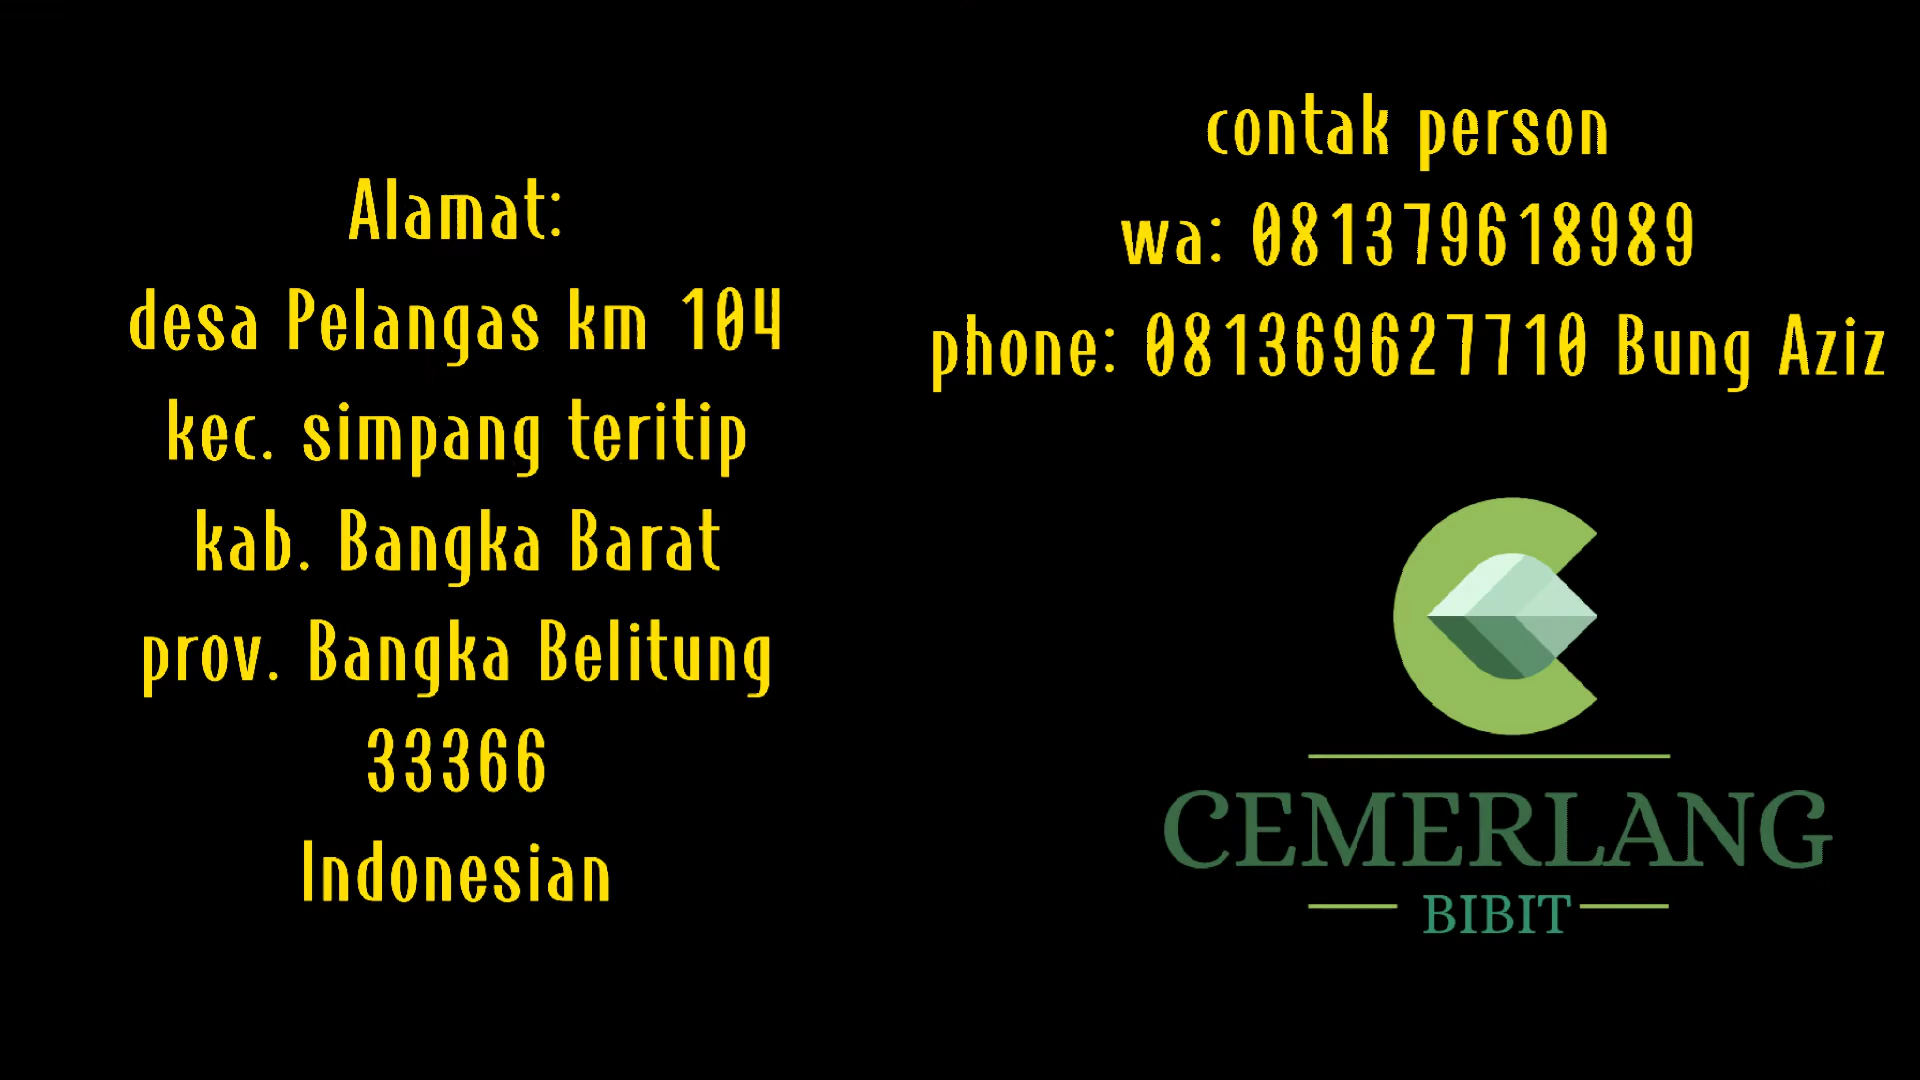 Alamat:
desa Pelangas km 104
kec. simpang teritip
kab. Bangka Barat
prov. Bangka Belitung
33366
Indonesian
contak person
wa: 081379618989
phone: 081369627710 Bung Aziz
CEMERLANG
BIBIT